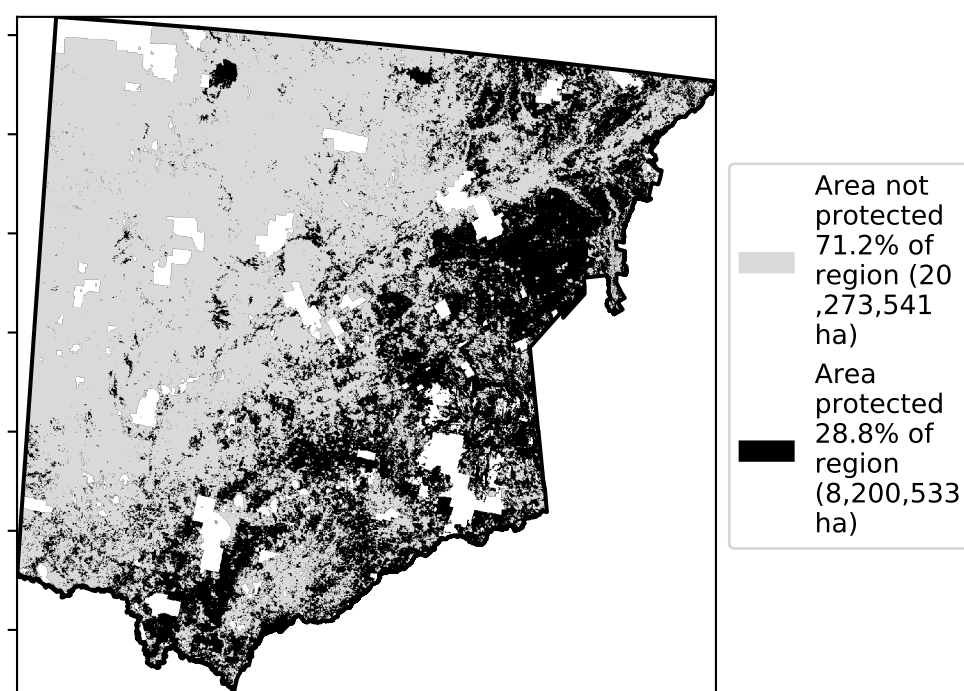 Area not
protected
71.2% of
region (20
,273,541
ha)
Area
protected
28.8% of
region
(8,200,533
ha)